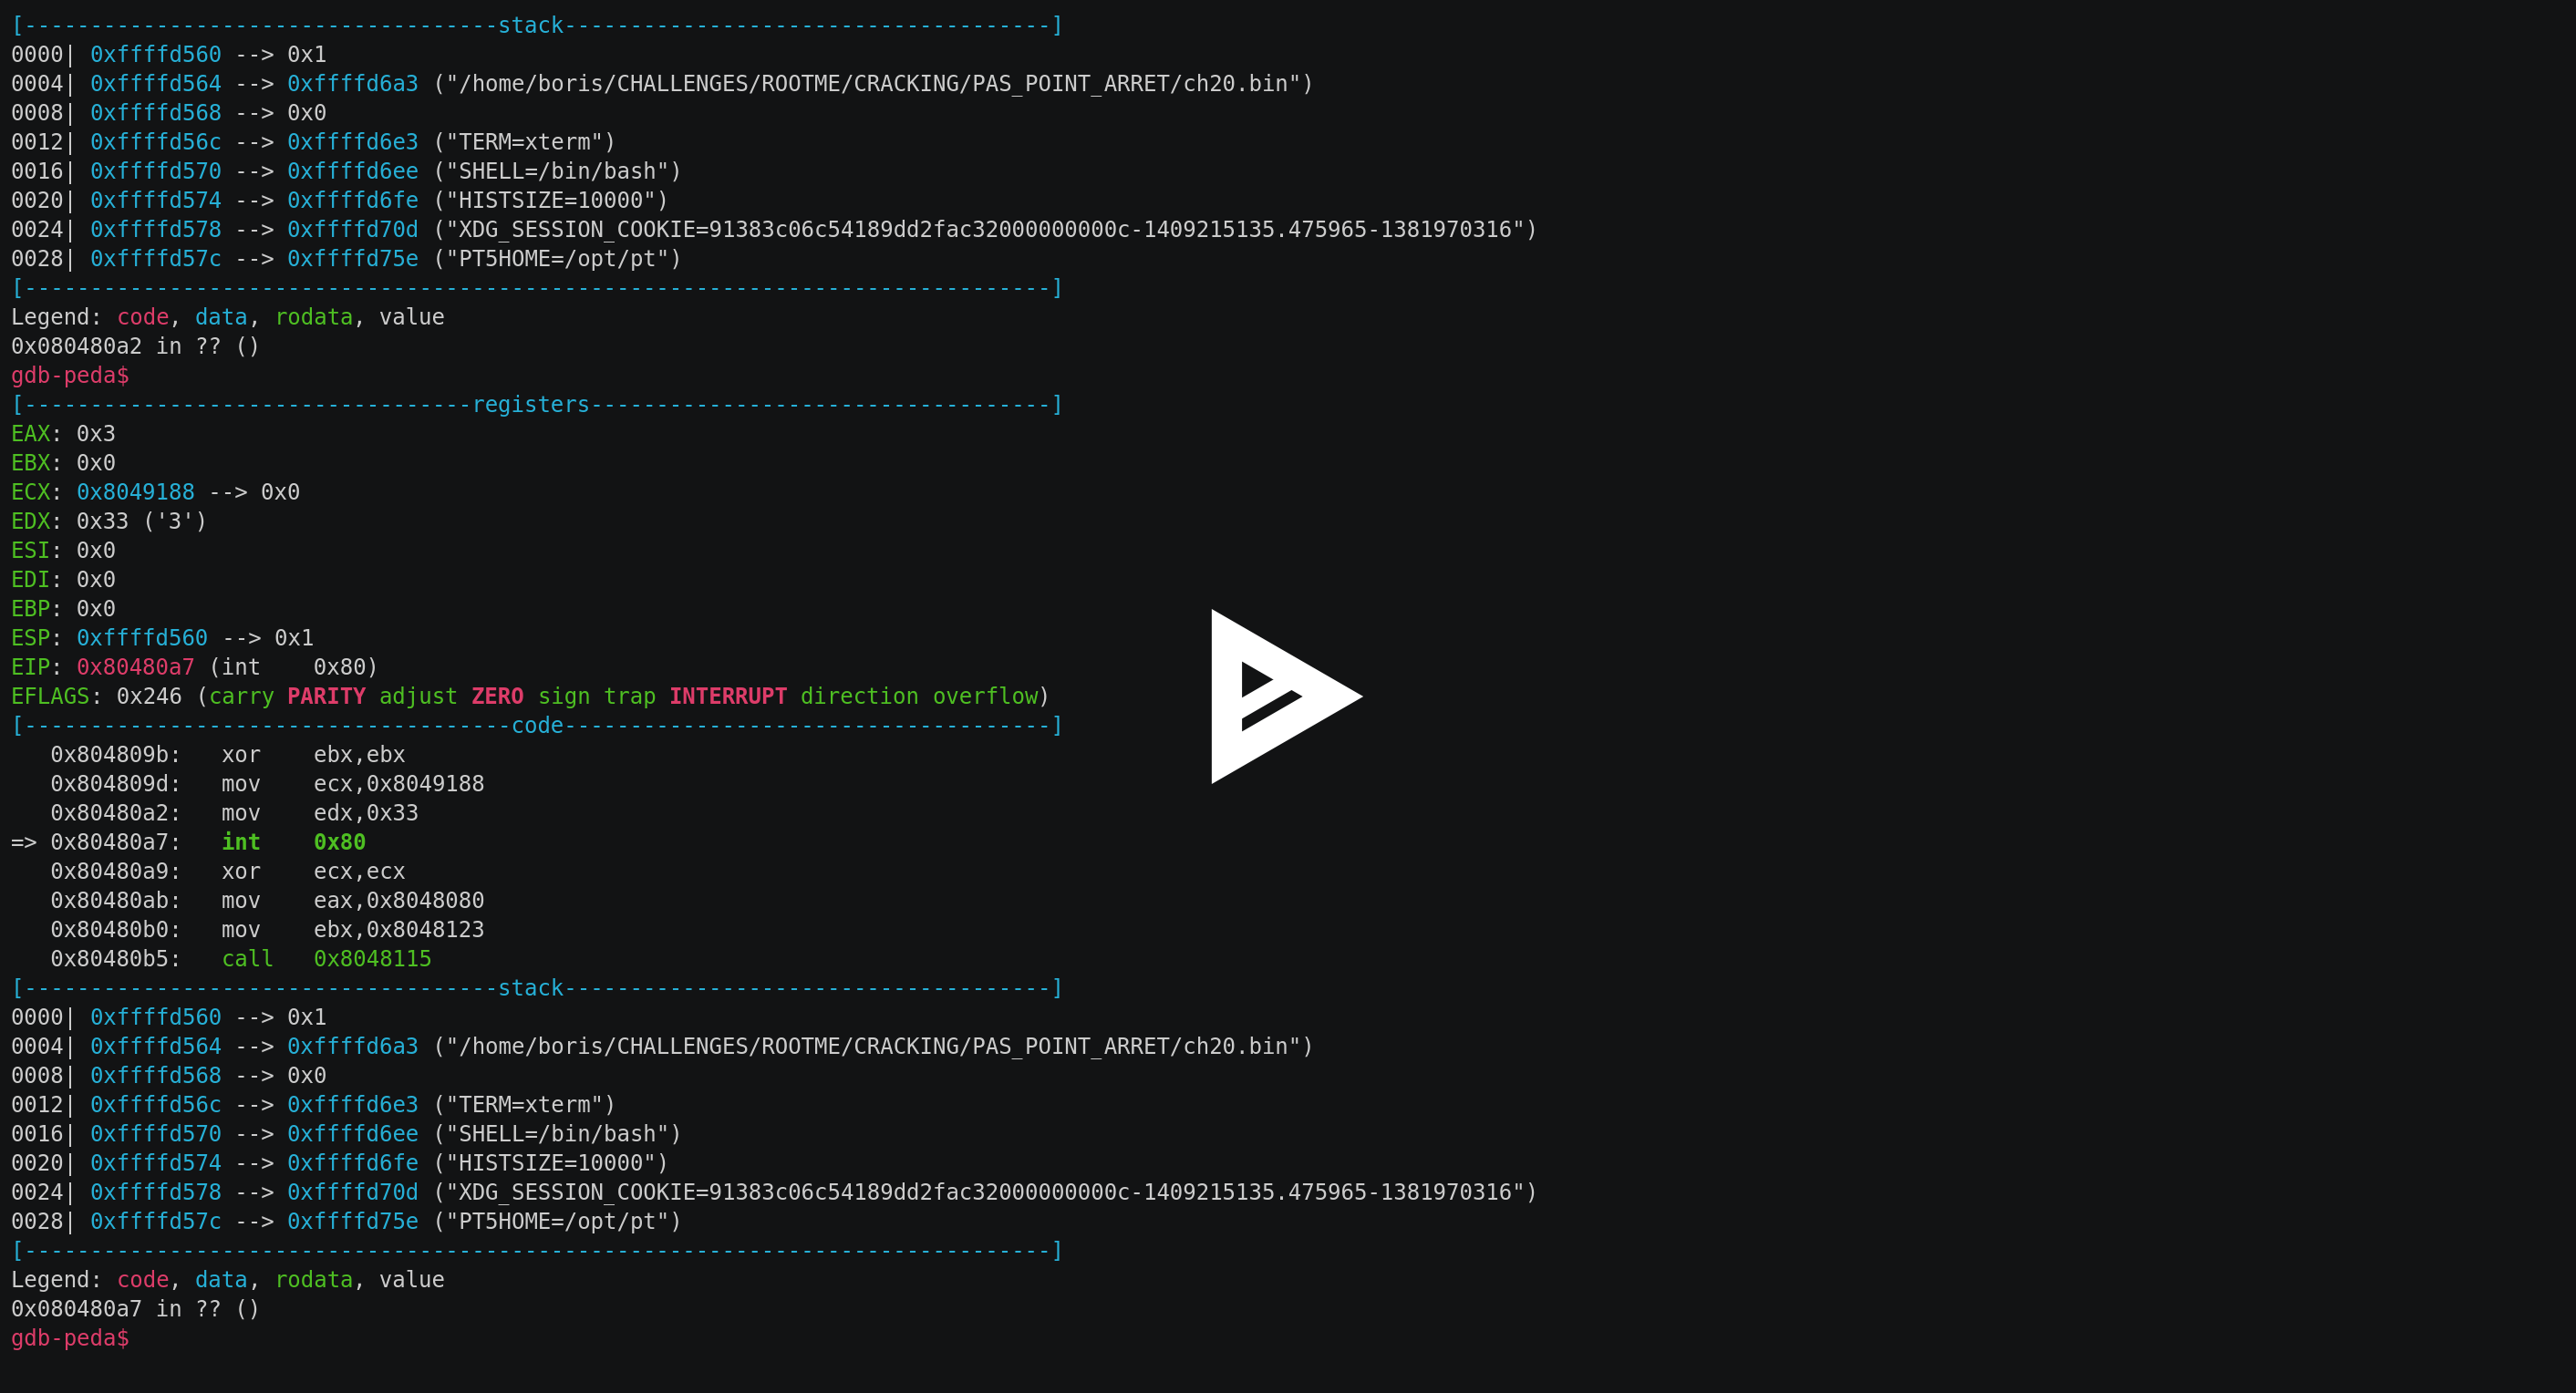 [------------------------------------stack-------------------------------------]
0000| 0xffffd560 --> 0x1
0004| 0xffffd564 --> 0xffffd6a3 ("/home/boris/CHALLENGES/ROOTME/CRACKING/PAS_POINT_ARRET/ch20.bin")
0008| 0xffffd568 --> 0x0
0012| 0xffffd56c --> 0xffffd6e3 ("TERM=xterm")
0016| 0xffffd570 --> 0xffffd6ee ("SHELL=/bin/bash")
0020| 0xffffd574 --> 0xffffd6fe ("HISTSIZE=10000")
0024| 0xffffd578 --> 0xffffd70d ("XDG_SESSION_COOKIE=91383c06c54189dd2fac32000000000c-1409215135.475965-1381970316")
0028| 0xffffd57c --> 0xffffd75e ("PT5HOME=/opt/pt")
[------------------------------------------------------------------------------]
Legend: code, data, rodata, value
0x080480a2 in ?? ()
gdb-peda$
[----------------------------------registers-----------------------------------]
EAX: 0x3
EBX: 0x0
ECX: 0x8049188 --> 0x0
EDX: 0x33 ('3')
ESI: 0x0
EDI: 0x0
EBP: 0x0
ESP: 0xffffd560 --> 0x1
EIP: 0x80480a7 (int    0x80)
EFLAGS: 0x246 (carry PARITY adjust ZERO sign trap INTERRUPT direction overflow)
[-------------------------------------code-------------------------------------]
   0x804809b:   xor    ebx,ebx
   0x804809d:   mov    ecx,0x8049188
   0x80480a2:   mov    edx,0x33
=> 0x80480a7:   int    0x80
   0x80480a9:   xor    ecx,ecx
   0x80480ab:   mov    eax,0x8048080
   0x80480b0:   mov    ebx,0x8048123
   0x80480b5:   call   0x8048115
[------------------------------------stack-------------------------------------]
0000| 0xffffd560 --> 0x1
0004| 0xffffd564 --> 0xffffd6a3 ("/home/boris/CHALLENGES/ROOTME/CRACKING/PAS_POINT_ARRET/ch20.bin")
0008| 0xffffd568 --> 0x0
0012| 0xffffd56c --> 0xffffd6e3 ("TERM=xterm")
0016| 0xffffd570 --> 0xffffd6ee ("SHELL=/bin/bash")
0020| 0xffffd574 --> 0xffffd6fe ("HISTSIZE=10000")
0024| 0xffffd578 --> 0xffffd70d ("XDG_SESSION_COOKIE=91383c06c54189dd2fac32000000000c-1409215135.475965-1381970316")
0028| 0xffffd57c --> 0xffffd75e ("PT5HOME=/opt/pt")
[------------------------------------------------------------------------------]
Legend: code, data, rodata, value
0x080480a7 in ?? ()
gdb-peda$